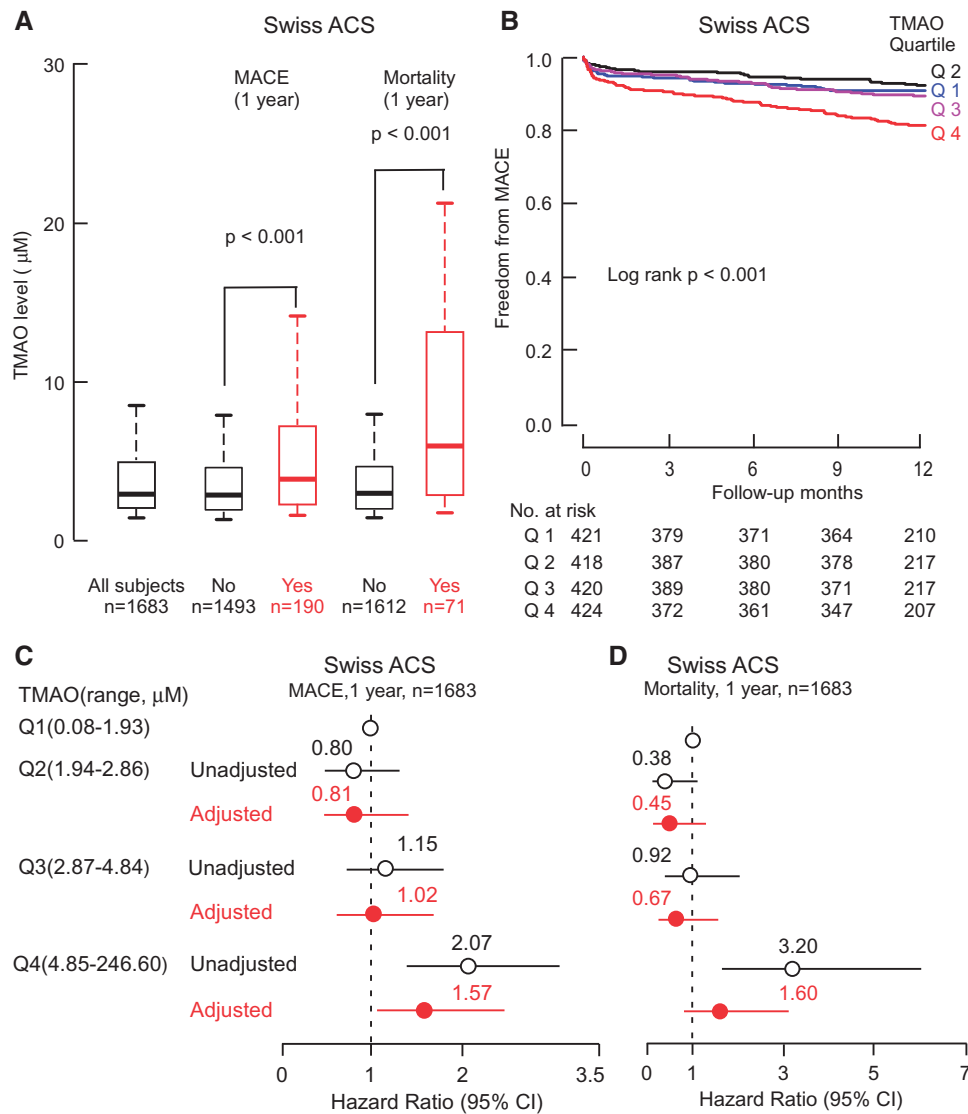 A
Swiss ACS
30
20
10
0
TMAO level ( μM)
MACE
(1 year)
Mortality
(1 year)
p < 0.001
p < 0.001
All subjects
n=1683
No
n=1493
Yes
n=190
No
n=1612
Yes
n=71
B
Swiss ACS
TMAO
Quartile
Q 2
Q 1
Q 3
Q 4
1.0
0.8
0.6
0.4
0.2
0.0
Freedom from MACE
Log rank p < 0.001
0 3 6 9 12
Follow-up months
No. at risk
Q 1 421 379 371 364 210
Q 2 418 387 380 378 217
Q 3 420 389 380 371 217
Q 4 424 372 361 347 207
C
Swiss ACS
MACE,1 year, n=1683
TMAO(range, μM)
Q1(0.08-1.93)
Q2(1.94-2.86) Unadjusted 0.80
Adjusted 0.81
Q3(2.87-4.84) Unadjusted 1.15
Adjusted 1.02
Q4(4.85-246.60) Unadjusted 2.07
Adjusted 1.57
0 1 2 3.5
Hazard Ratio (95% CI)
D
Swiss ACS
Mortality, 1 year, n=1683
0.38
0.45
0.92
0.67
3.20
1.60
0 1 3 5 7
Hazard Ratio (95% CI)